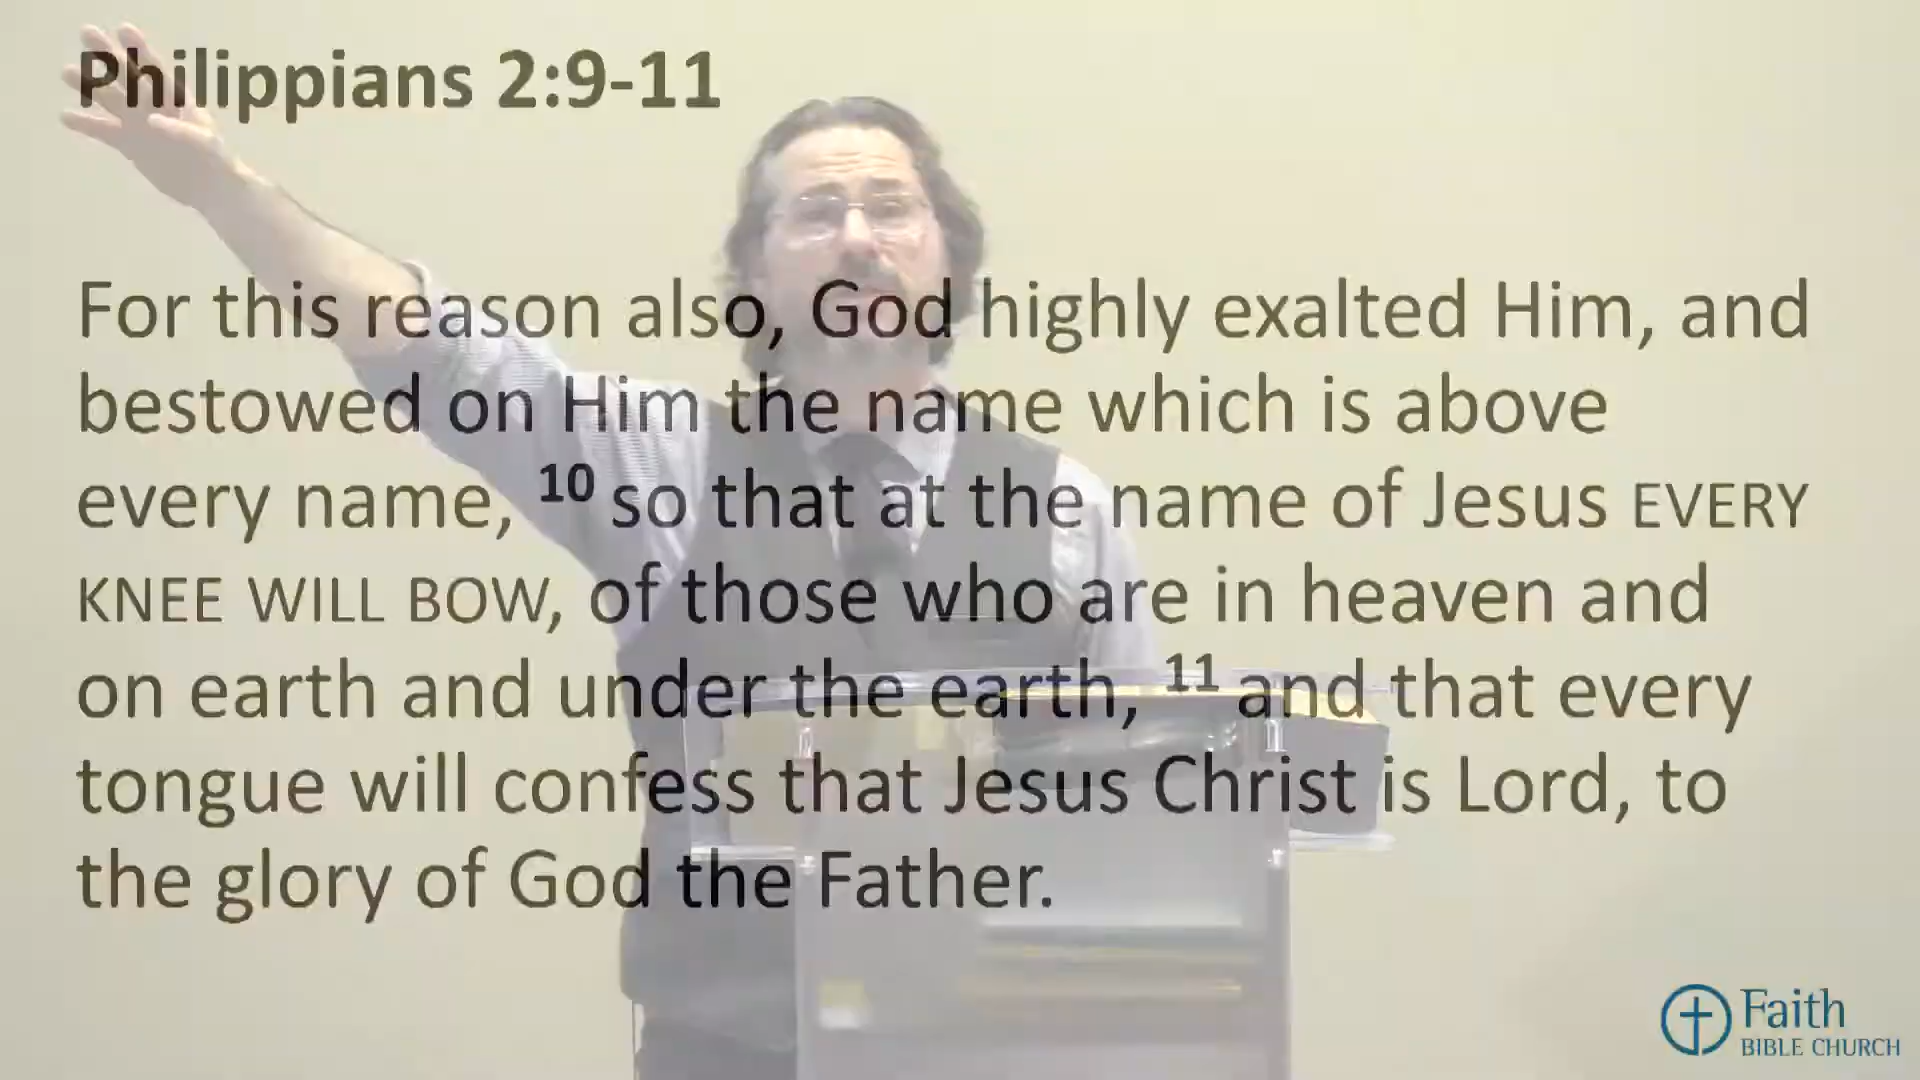 Philippians 2:9-11
For this reason also, God highly exalted Him, and
bestowed on Him the name which is above
every name, 10 so that at the name of Jesus EVERY
KNEE WILL BOW, of those who are in heaven and
on earth and under the earth, 11 and that every
tongue will confess that Jesus Christ is Lord, to
the glory of God the Father.
Faith
BIBLE CHURCH